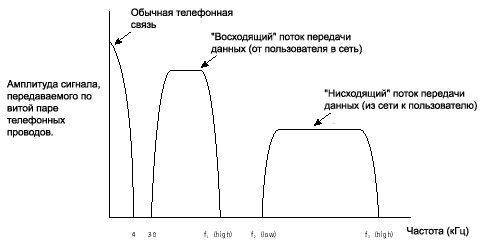 Обычная телефонная
связь
"Восходящий" поток передачи
данных (от пользователя в сеть)
Амплитуда сигнала,
передаваемого по
витой паре
телефонных
проводов.
"Нисходящий" поток передачи
данных (из сети к пользователю)
4 30 f₁ (high) f₂ (low) f₂ (high) Частота (кГц)